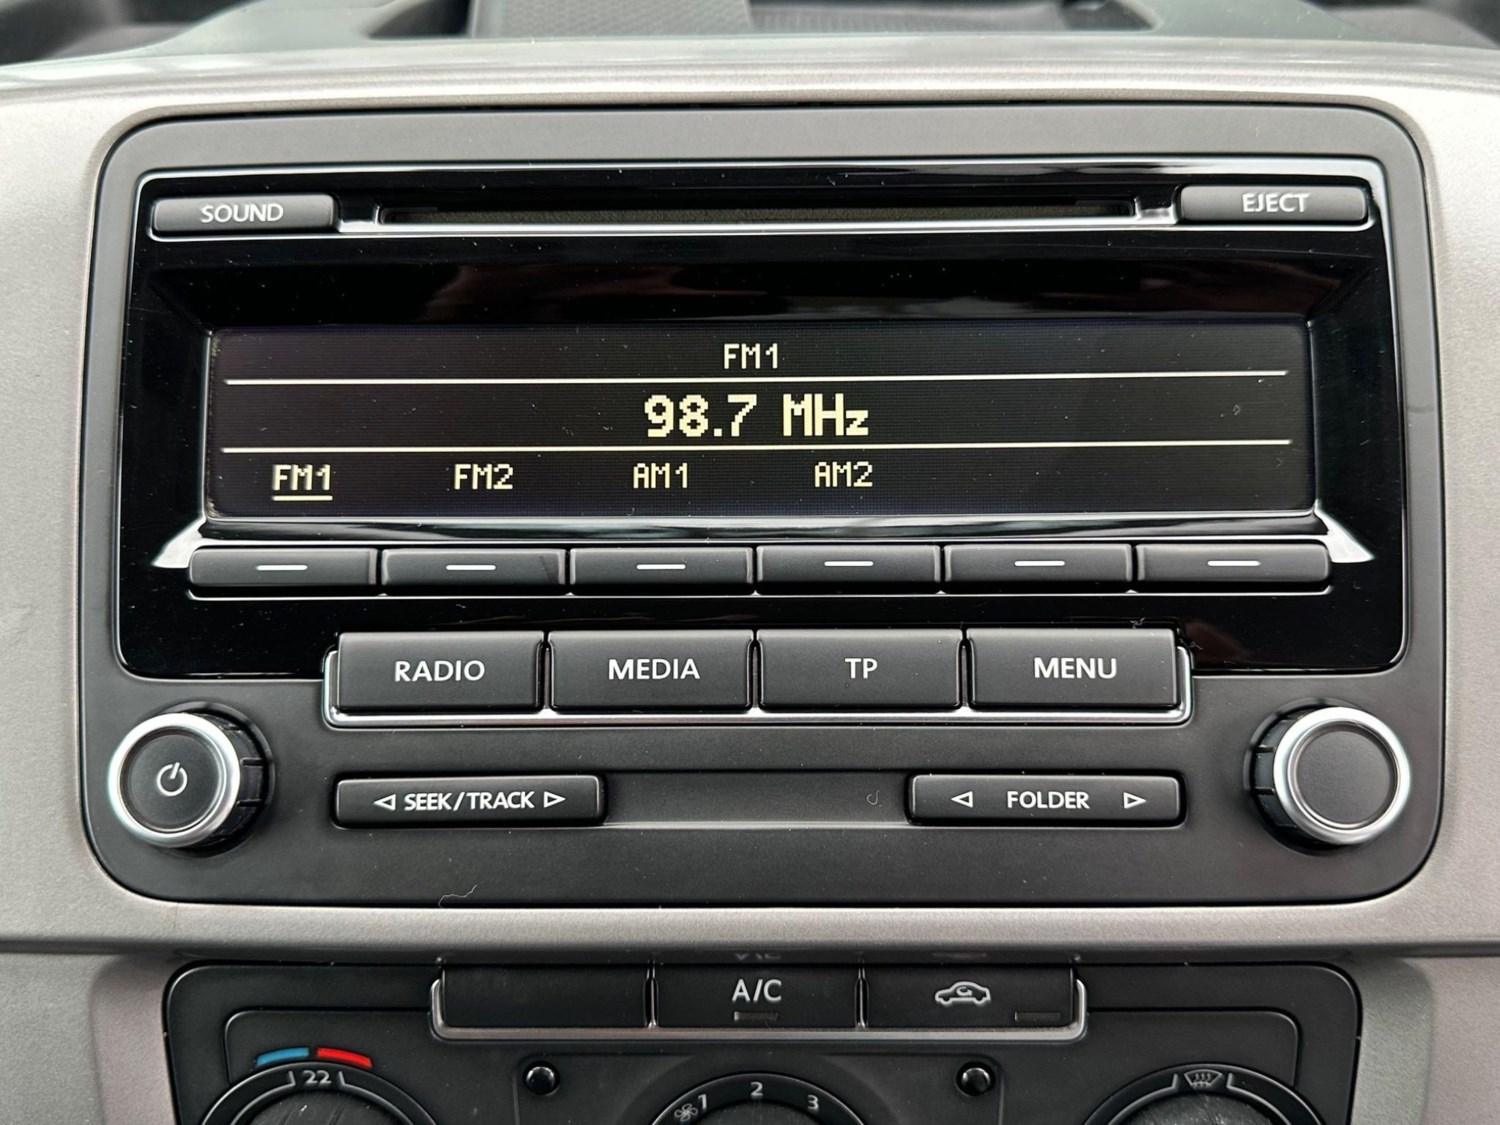 SOUND EJECT
FM1
98.7 MHz
FM1 FM2 AM1 AM2
RADIO MEDIA TP MENU
SEEK/TRACK FOLDER
A/C
22
1 2 3